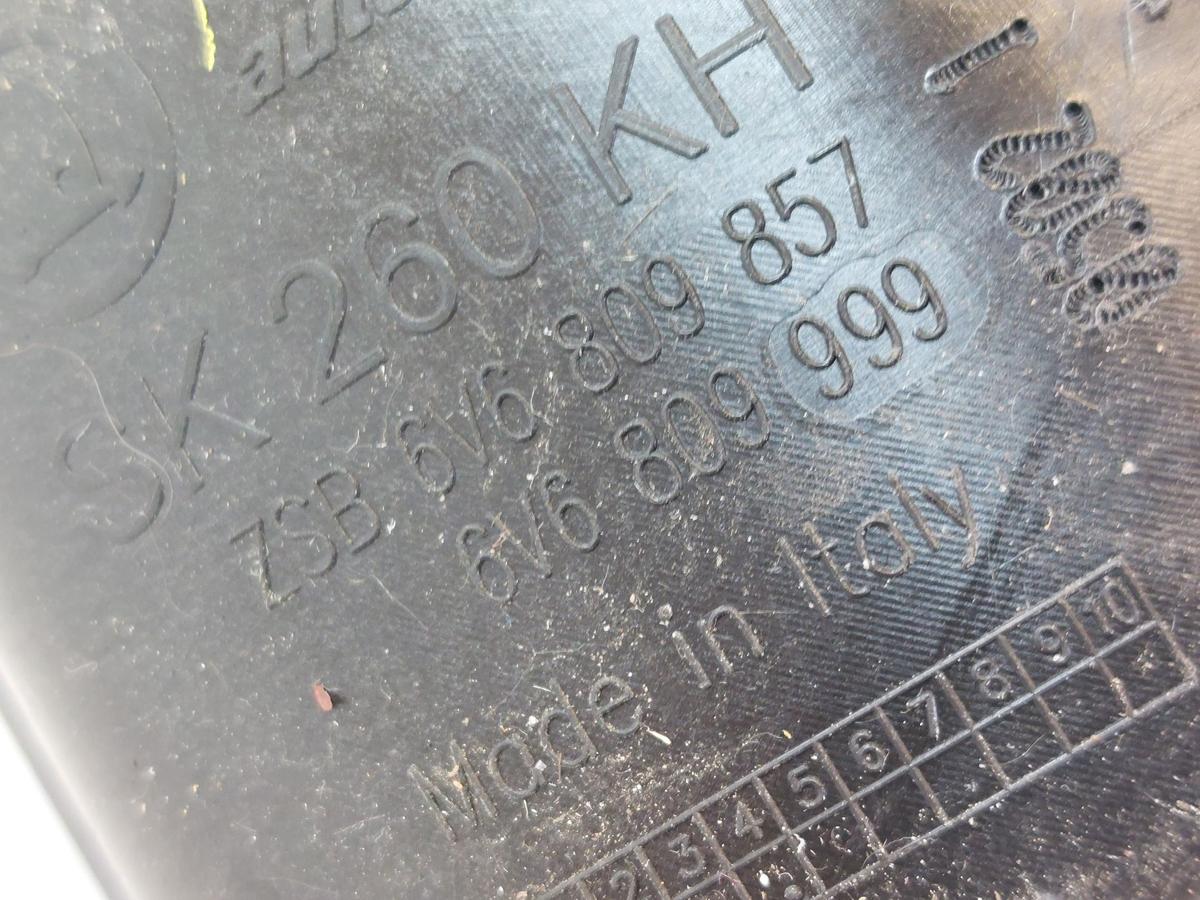 auto
SK 260 KH
ZSB 6V6 809 857
6V6 809 999
Made in Italy
2 3 4 5 6 7 8 9 10